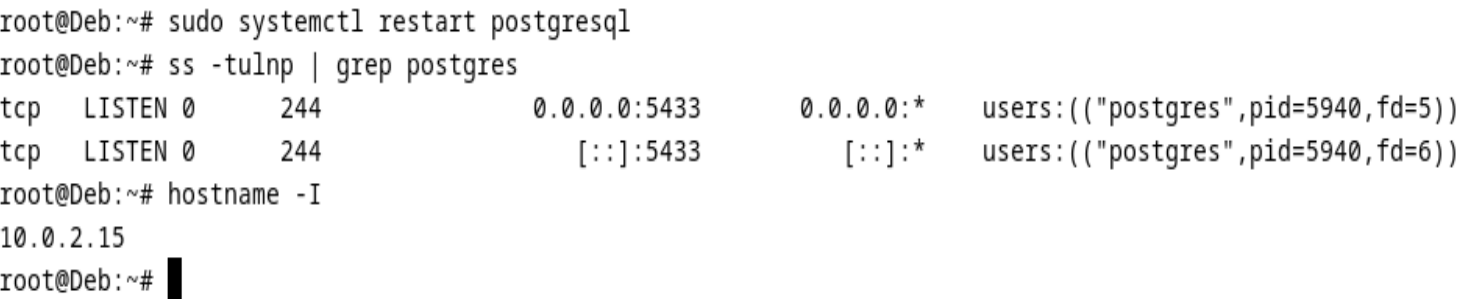 root@Deb:~# sudo systemctl restart postgresql
root@Deb:~# ss -tulnp | grep postgres
tcp   LISTEN 0      244                0.0.0.0:5433       0.0.0.0:*    users:(("postgres",pid=5940,fd=5))
tcp   LISTEN 0      244                   [::]:5433          [::]:*    users:(("postgres",pid=5940,fd=6))
root@Deb:~# hostname -I
10.0.2.15
root@Deb:~#